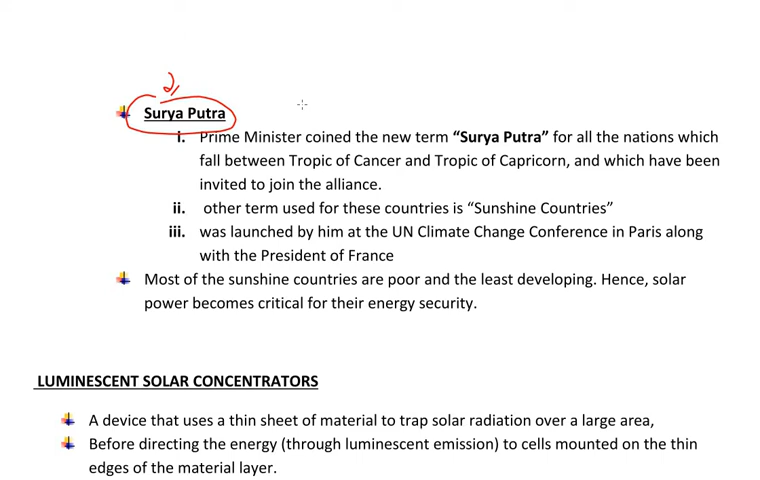 Surya Putra
i. Prime Minister coined the new term “Surya Putra” for all the nations which
fall between Tropic of Cancer and Tropic of Capricorn, and which have been
invited to join the alliance.
ii. other term used for these countries is “Sunshine Countries”
iii. was launched by him at the UN Climate Change Conference in Paris along
with the President of France
Most of the sunshine countries are poor and the least developing. Hence, solar
power becomes critical for their energy security.
LUMINESCENT SOLAR CONCENTRATORS
A device that uses a thin sheet of material to trap solar radiation over a large area,
Before directing the energy (through luminescent emission) to cells mounted on the thin
edges of the material layer.